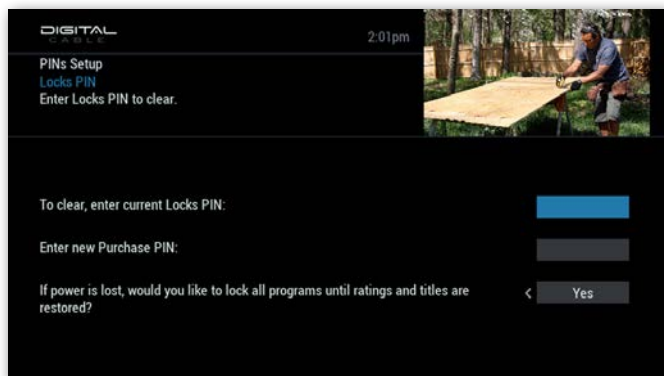 DIGITAL
CABLE
2:01pm
PINs Setup
Locks PIN
Enter Locks PIN to clear.
To clear, enter current Locks PIN:
Enter new Purchase PIN:
If power is lost, would you like to lock all programs until ratings and titles are
restored?
< Yes